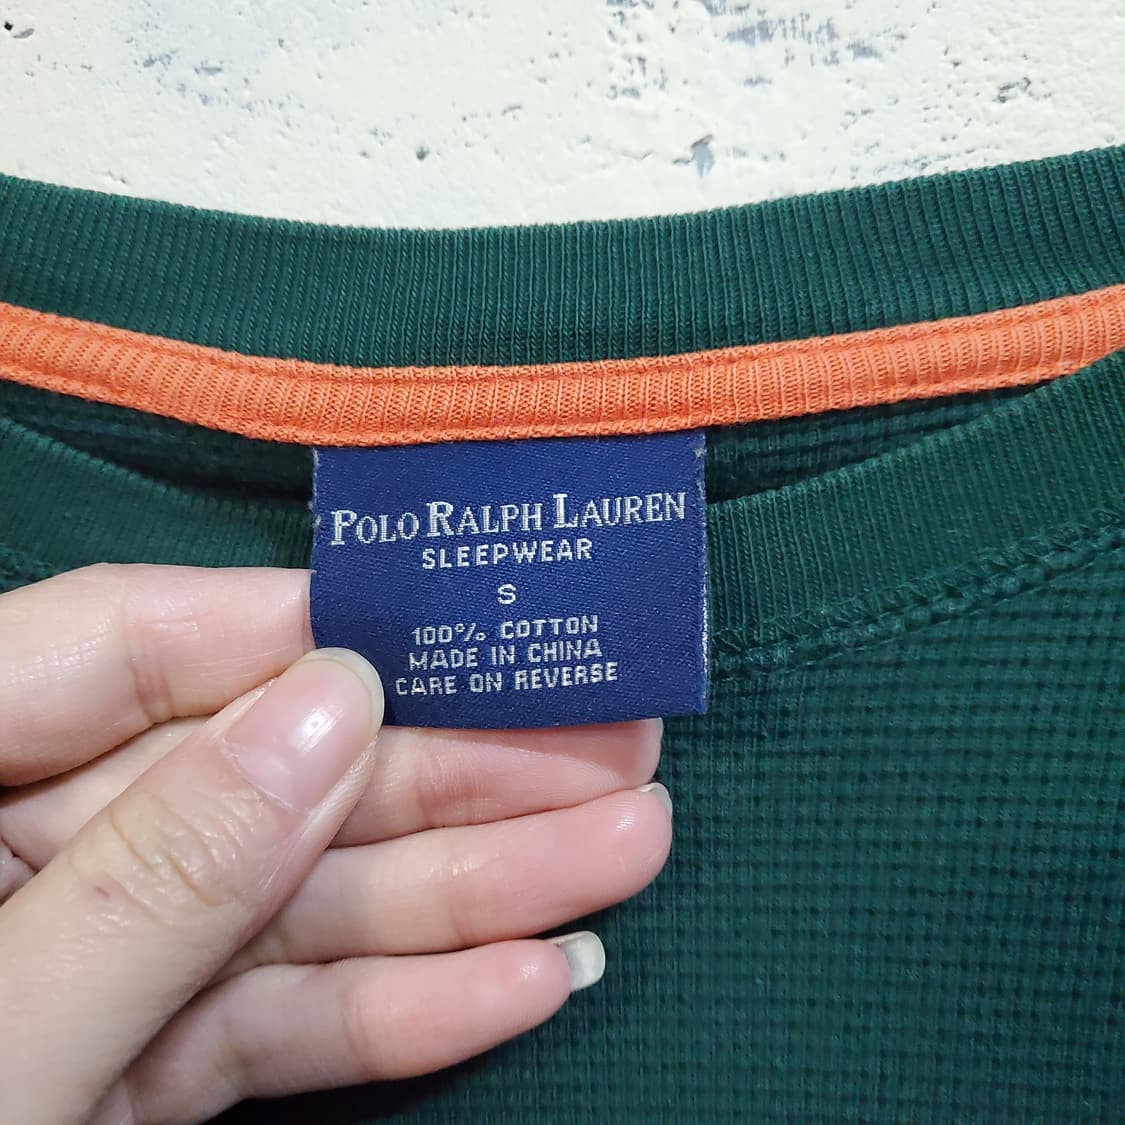 POLO RALPH LAUREN
SLEEPWEAR
S
100% COTTON
MADE IN CHINA
CARE ON REVERSE